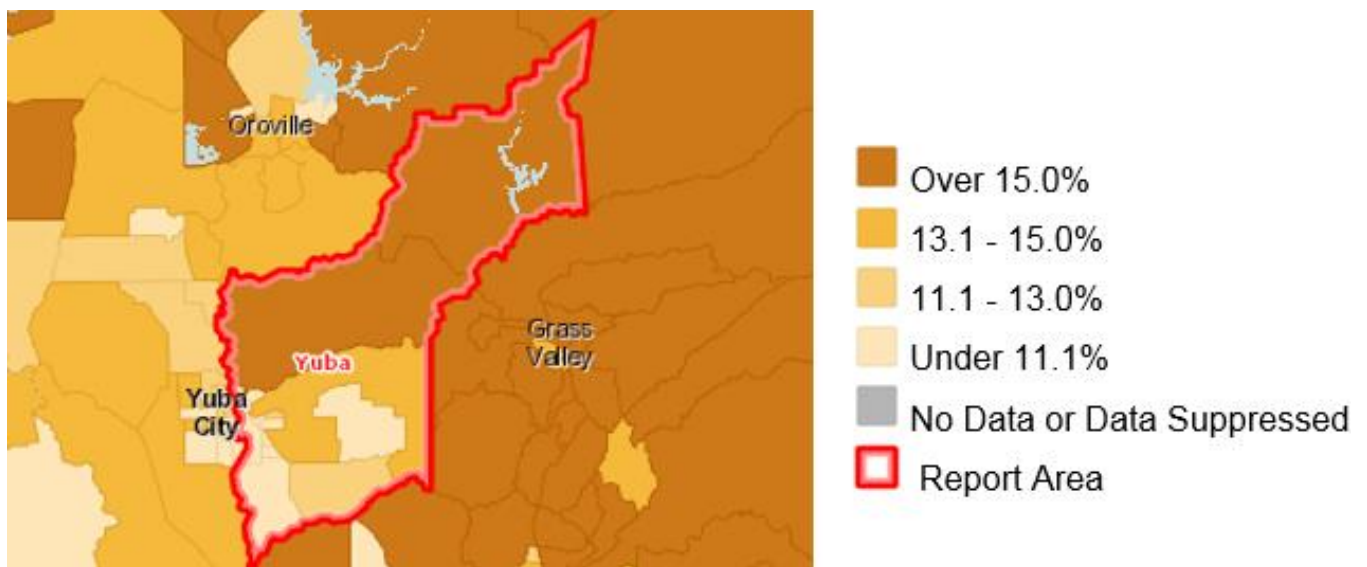 Oroville
Grass
Valley
Yuba
Yuba
City
Over 15.0%
13.1 - 15.0%
11.1 - 13.0%
Under 11.1%
No Data or Data Suppressed
Report Area